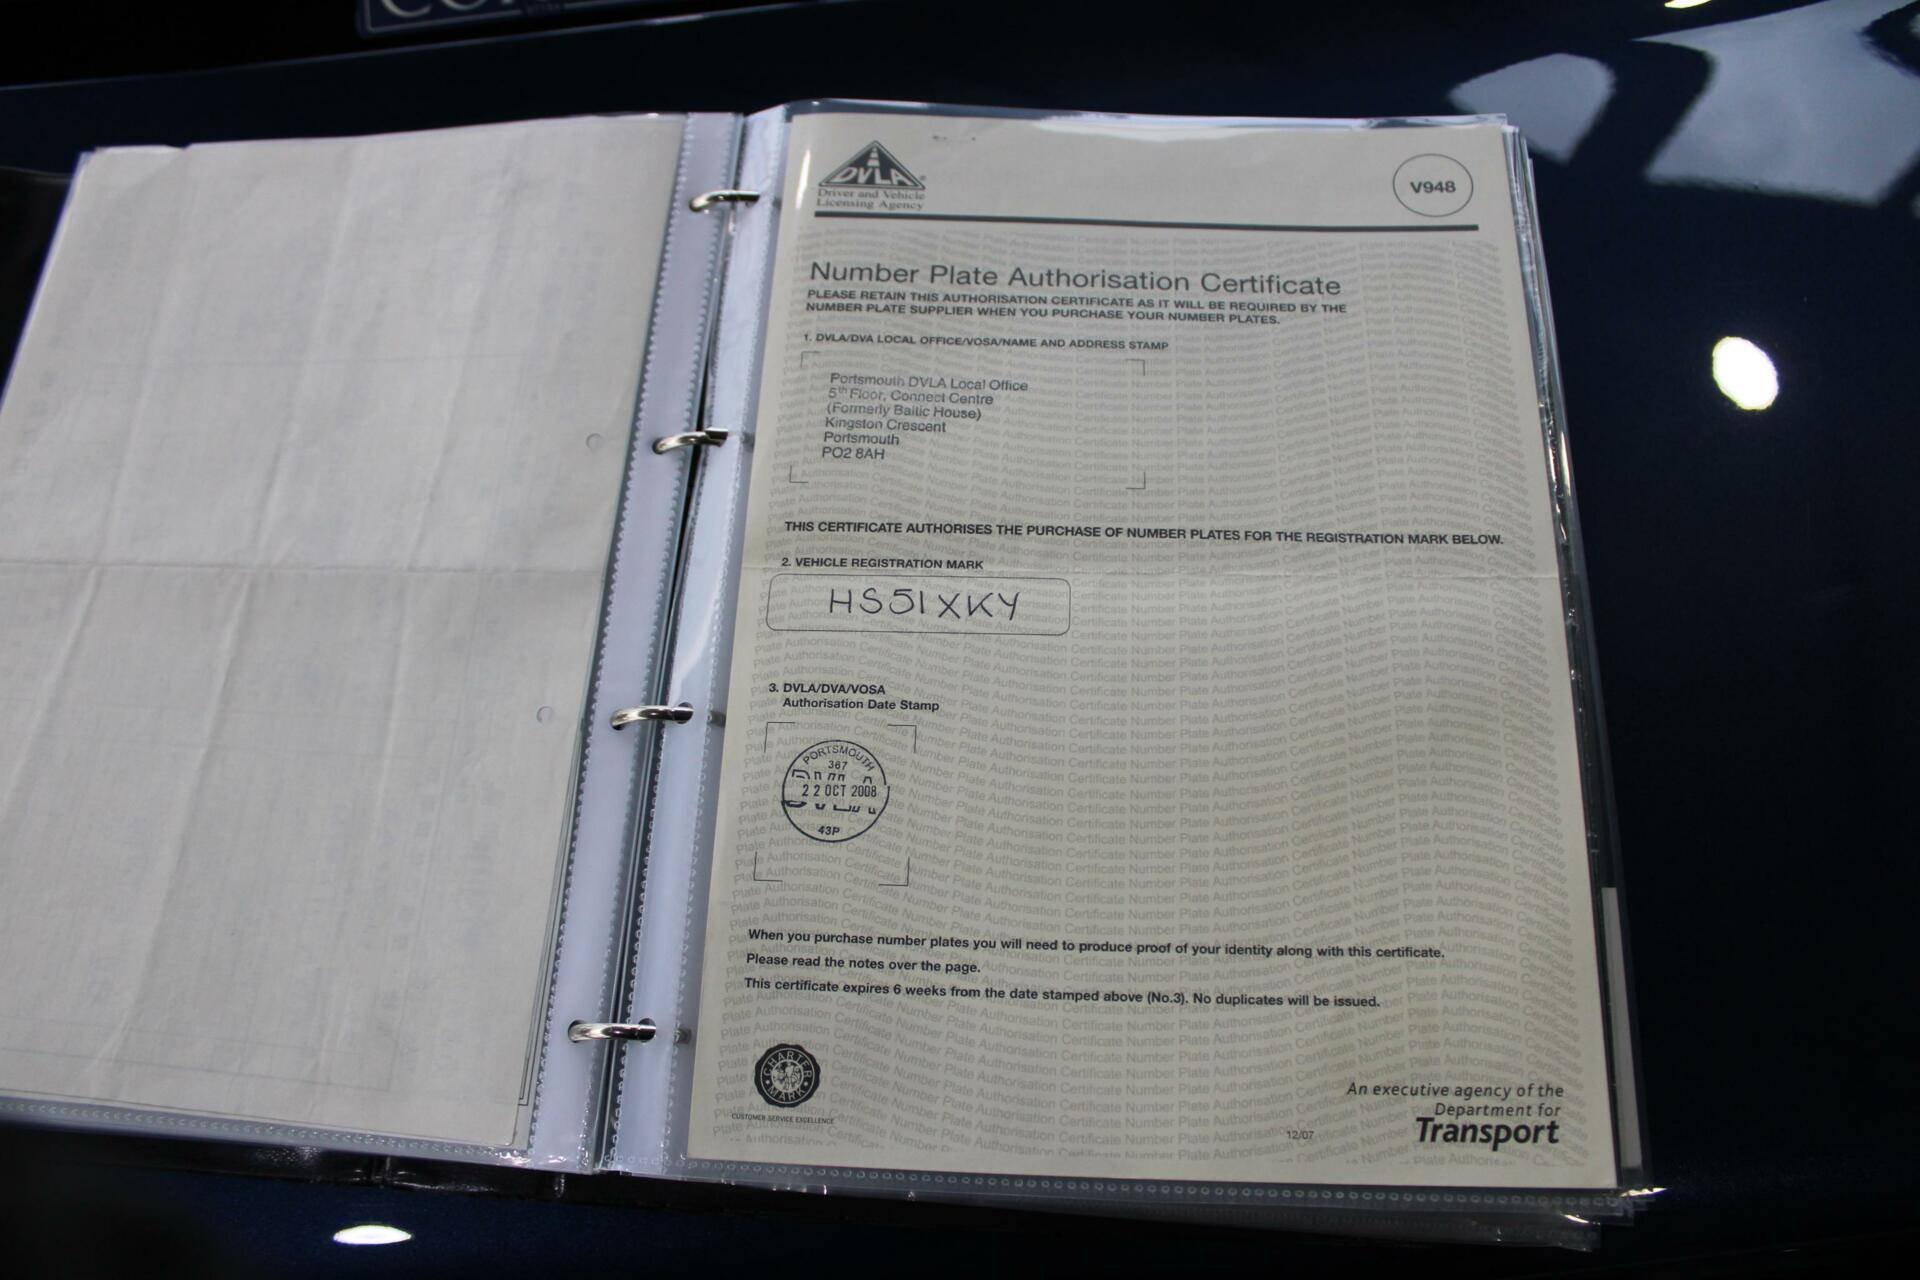 DVLA
Driver and Vehicle
Licensing Agency
V948
Number Plate Authorisation Certificate
PLEASE RETAIN THIS AUTHORISATION CERTIFICATE AS IT WILL BE REQUIRED BY THE
NUMBER PLATE SUPPLIER WHEN YOU PURCHASE YOUR NUMBER PLATES.
1. DVLA/DVA LOCAL OFFICE/VOSA/NAME AND ADDRESS STAMP
Portsmouth DVLA Local Office
5th Floor, Connect Centre
(Formerly Baltic House)
Kingston Crescent
Portsmouth
PO2 8AH
THIS CERTIFICATE AUTHORISES THE PURCHASE OF NUMBER PLATES FOR THE REGISTRATION MARK BELOW.
2. VEHICLE REGISTRATION MARK
HS51XKY
3. DVLA/DVA/VOSA
Authorisation Date Stamp
PORTSMOUTH
367
22 OCT 2008
43P
When you purchase number plates you will need to produce proof of your identity along with this certificate.
Please read the notes over the page.
This certificate expires 6 weeks from the date stamped above (No.3). No duplicates will be issued.
CHARTER
MARK
CUSTOMER SERVICE EXCELLENCE
12/07
An executive agency of the
Department for
Transport